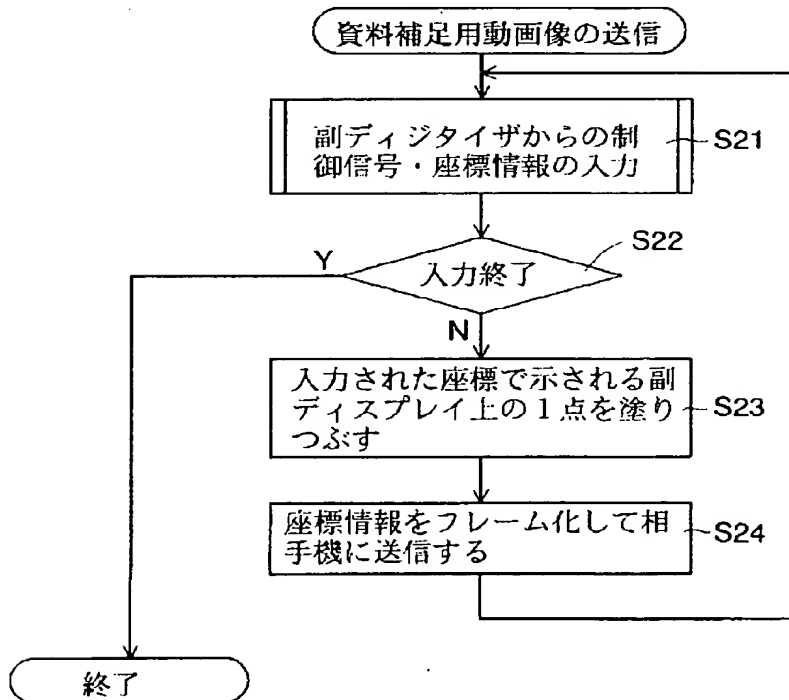 資料補足用動画像の送信
副ディジタイザからの制
御信号・座標情報の入力
S21
S22
Y
入力終了
N
入力された座標で示される副
ディスプレイ上の1点を塗り
つぶす
S23
座標情報をフレーム化して相
手機に送信する
S24
終了